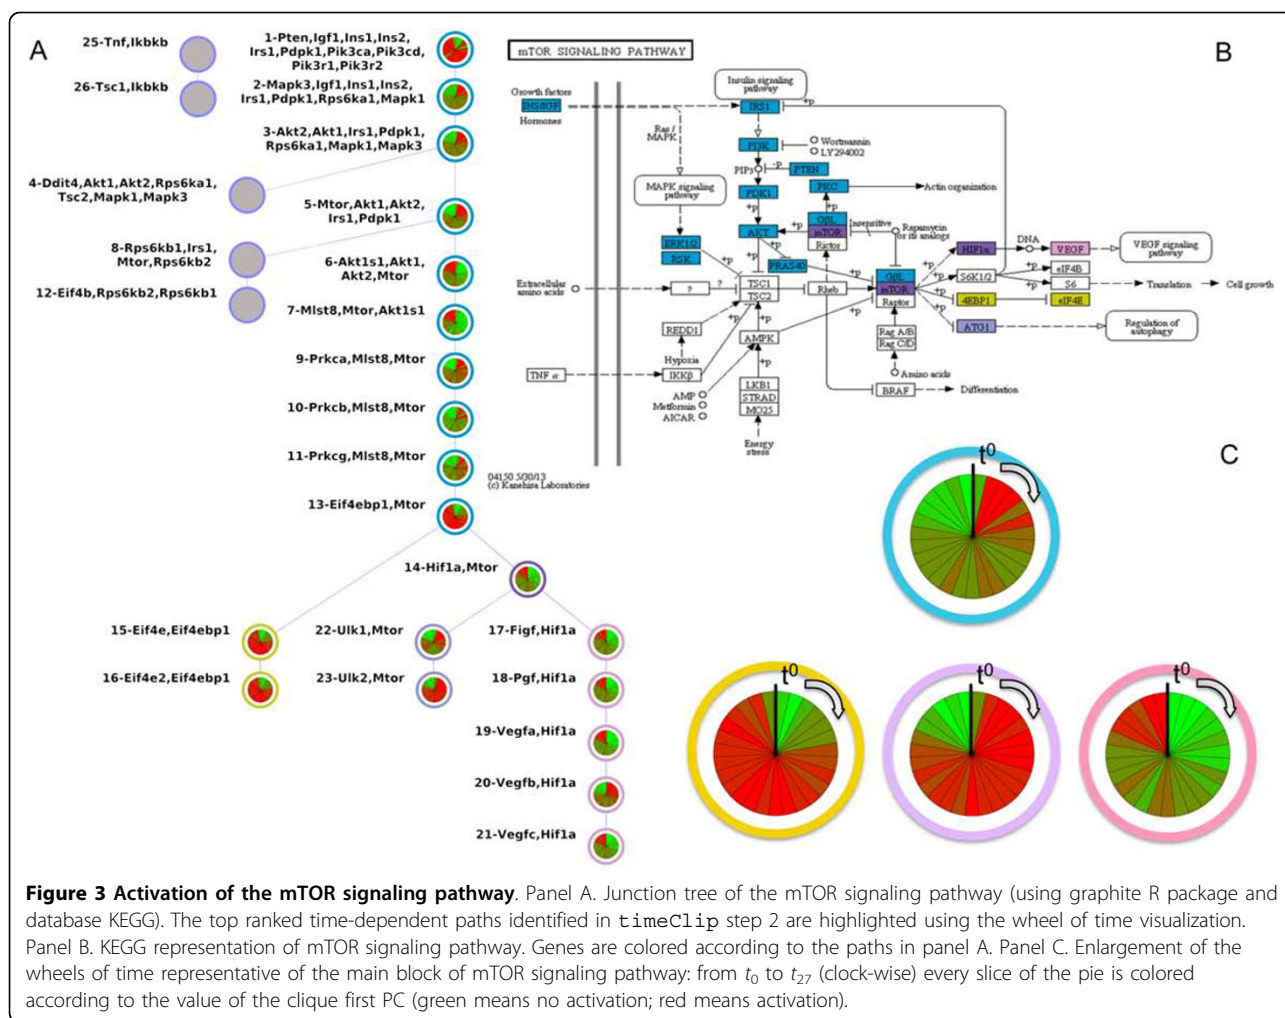 A
25-Tnf,Ikbkb
26-Tsc1,Ikbkb
1-Pten,Igf1,Ins1,Ins2,
Irs1,Pdpk1,Pik3ca,Pik3cd,
Pik3r1,Pik3r2
2-Mapk3,Igf1,Ins1,Ins2,
Irs1,Pdpk1,Rps6ka1,Mapk1
3-Akt2,Akt1,Irs1,Pdpk1,
Rps6ka1,Mapk1,Mapk3
4-Ddit4,Akt1,Akt2,Rps6ka1,
Tsc2,Mapk1,Mapk3
5-Mtor,Akt1,Akt2,
Irs1,Pdpk1
8-Rps6kb1,Irs1,
Mtor,Rps6kb2
6-Akt1s1,Akt1,
Akt2,Mtor
12-Eif4b,Rps6kb2,Rps6kb1
7-Mlst8,Mtor,Akt1s1
9-Prkca,Mlst8,Mtor
10-Prkcb,Mlst8,Mtor
11-Prkcg,Mlst8,Mtor
13-Eif4ebp1,Mtor
14-Hif1a,Mtor
15-Eif4e,Eif4ebp1
22-Ulk1,Mtor
17-Figf,Hif1a
16-Eif4e2,Eif4ebp1
23-Ulk2,Mtor
18-Pgf,Hif1a
19-Vegfa,Hif1a
20-Vegfb,Hif1a
21-Vegfc,Hif1a
B
mTOR SIGNALING PATHWAY
Insulin signaling
pathway
Growth factors
INS/IGF
Hormones
IRS1
+p
Ras /
MAPK
PI3K
Wortmannin
LY294002
PIP3
-p
PTEN
MAPK signaling
pathway
PDK1
PKC
Actin organization
+p
+p
GβL
mTOR
Rictor
Insensitive
Rapamycin
or its analogs
AKT
+p
ERK1/2
RSK
+p
+p
PRAS40
+p
HIF1α
DNA
VEGF
VEGF signaling
pathway
GβL
mTOR
Raptor
+p
S6K1/2
+p
eIF4B
S6
Translation
Cell growth
Extracellular
amino acids
?
?
TSC1
TSC2
Rheb
+p
+p
4EBP1
eIF4E
+p
+p
ATG1
Regulation of
autophagy
REDD1
+p
AMPK
+p
Rag A/B
Rag C/D
Hypoxia
TNF α
IKKβ
+p
Amino acids
AMP
Metformin
AICAR
LKB1
STRAD
MO25
BRAF
Differentiation
Energy
stress
04150 5/30/13
(c) Kanehisa Laboratories
C
t0
t0
t0
t0
Figure 3 Activation of the mTOR signaling pathway. Panel A. Junction tree of the mTOR signaling pathway (using graphite R package and
database KEGG). The top ranked time-dependent paths identified in timeClip step 2 are highlighted using the wheel of time visualization.
Panel B. KEGG representation of mTOR signaling pathway. Genes are colored according to the paths in panel A. Panel C. Enlargement of the
wheels of time representative of the main block of mTOR signaling pathway: from t0 to t27 (clock-wise) every slice of the pie is colored
according to the value of the clique first PC (green means no activation; red means activation).